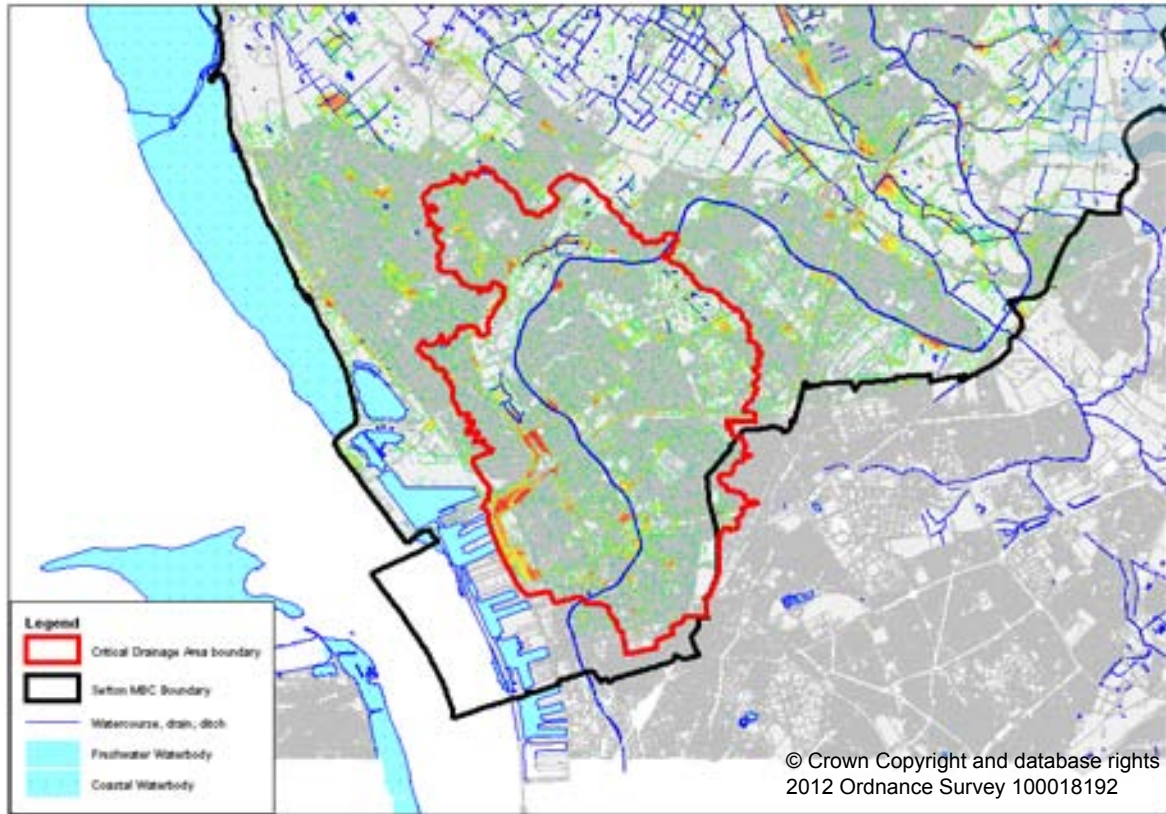 Legend
Critical Drainage Area boundary
Sefton MBC Boundary
Watercourse, drain, ditch
Freshwater Waterbody
Coastal Waterbody
© Crown Copyright and database rights
2012 Ordnance Survey 100018192